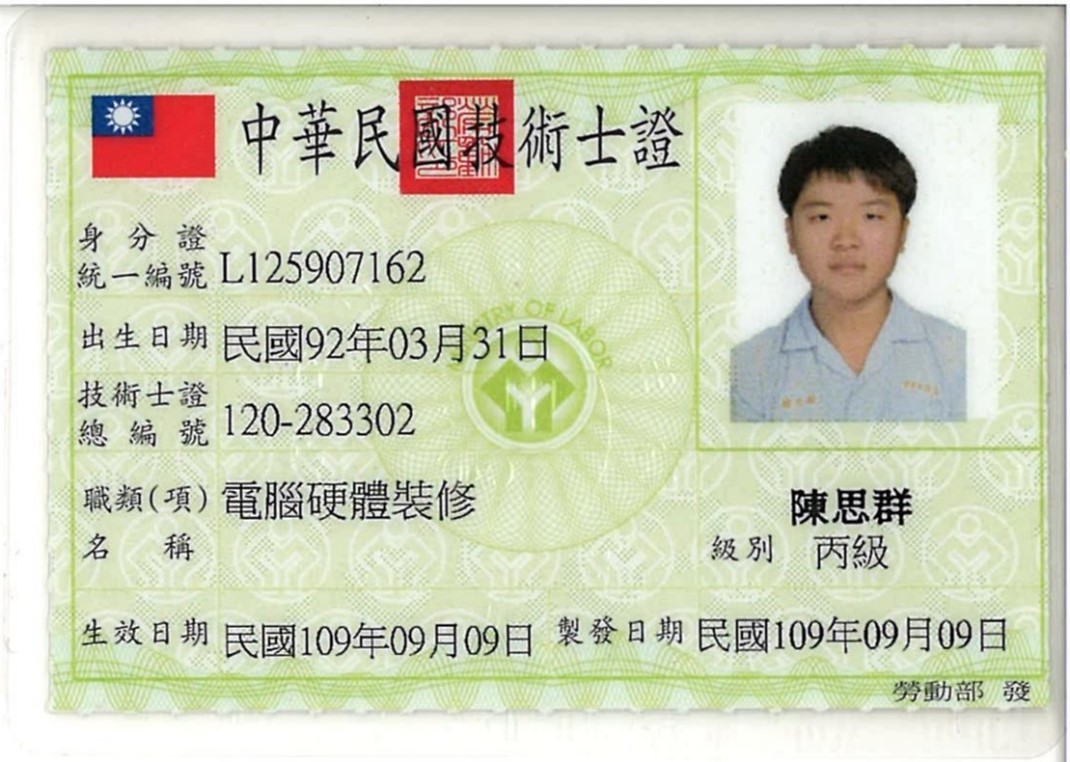 中華民國技術士證
身分證
統一編號 L125907162
出生日期 民國92年03月31日
技術士證
總編號 120-283302
職類(項) 電腦硬體裝修
名稱
陳思群
級別 丙級
生效日期 民國109年09月09日 製發日期 民國109年09月09日
勞動部 發
MINISTRY OF LABOR